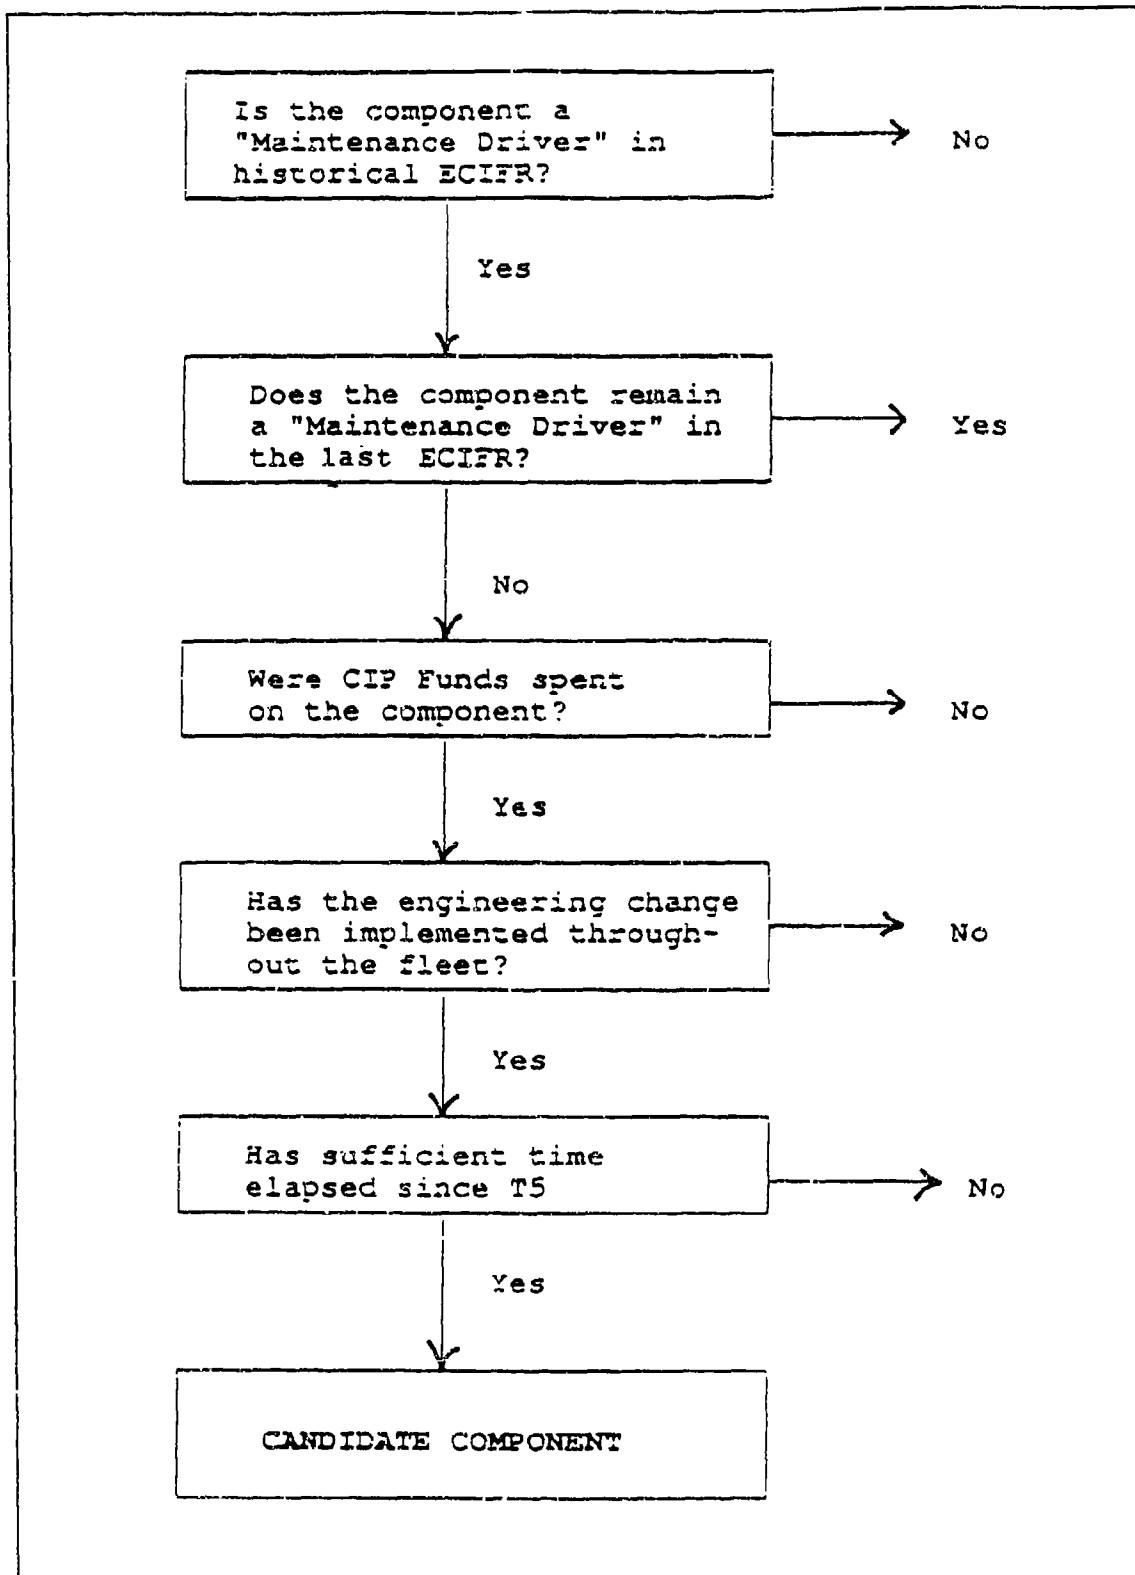 Is the component a
"Maintenance Driver" in
historical ECIFR?
No
Yes
Does the component remain
a "Maintenance Driver" in
the last ECIFR?
Yes
No
Were CIP Funds spent
on the component?
No
Yes
Has the engineering change
been implemented through-
out the fleet?
No
Yes
Has sufficient time
elapsed since T5
No
Yes
CANDIDATE COMPONENT